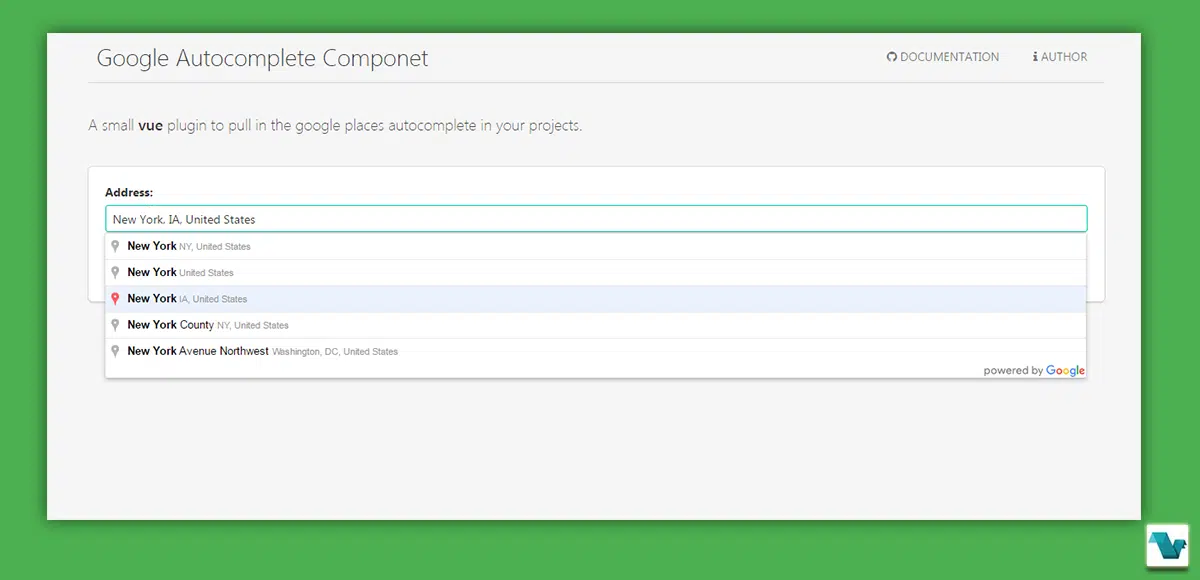 Google Autocomplete Componet
DOCUMENTATION
AUTHOR
A small vue plugin to pull in the google places autocomplete in your projects.
Address:
New York, IA, United States
New York NY, United States
New York United States
New York IA, United States
New York County NY, United States
New York Avenue Northwest Washington, DC, United States
powered by Google